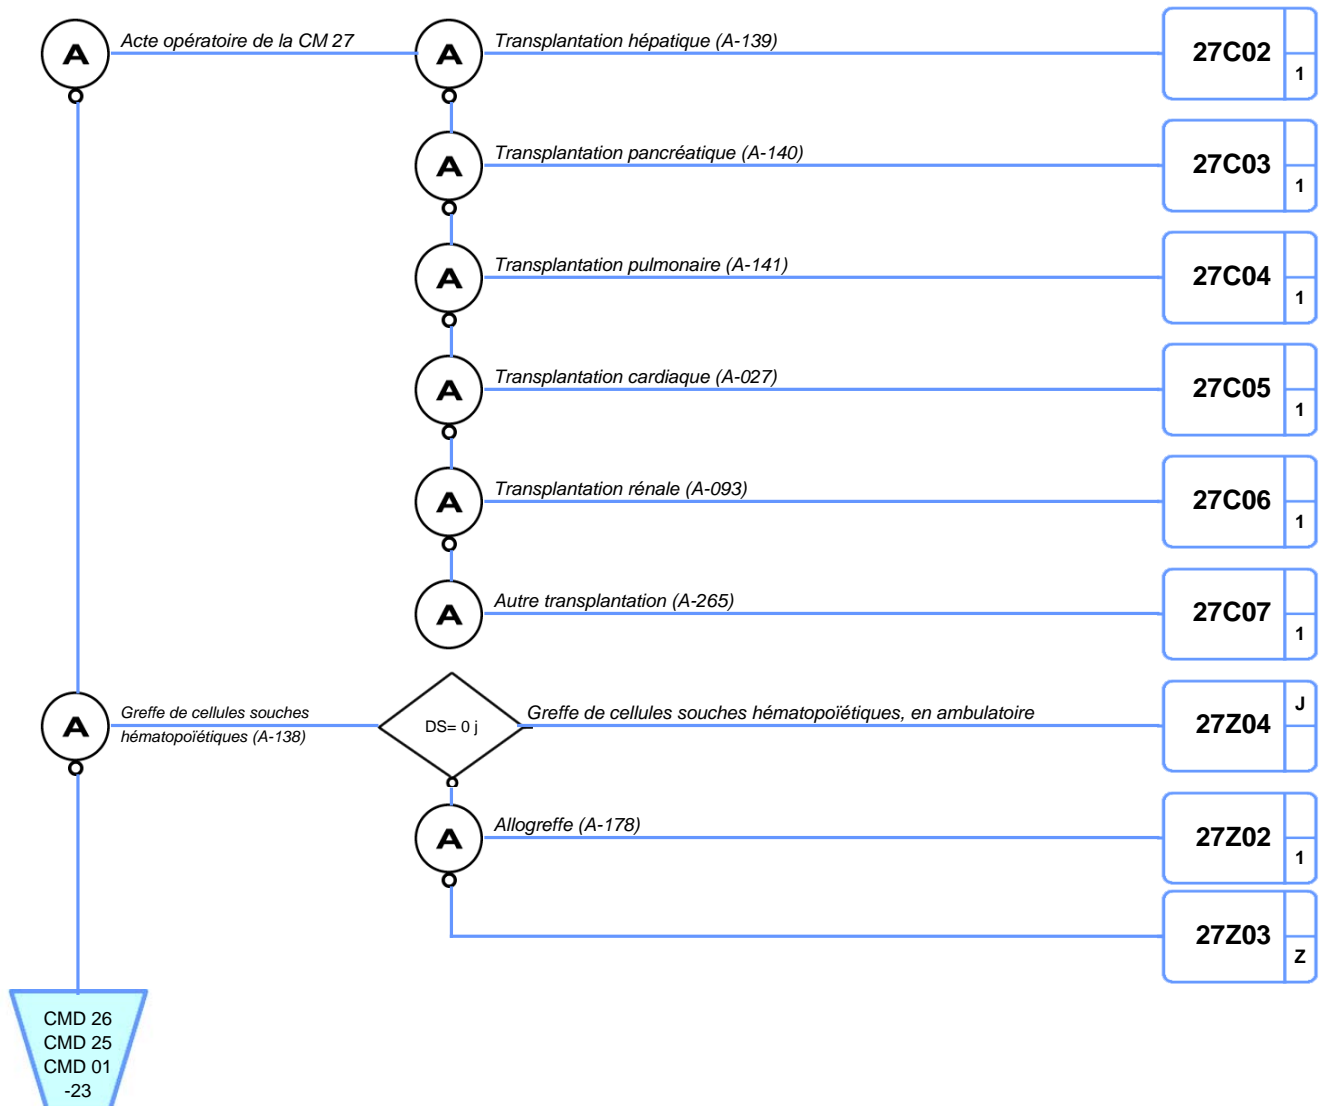 A
Acte opératoire de la CM 27
A
Transplantation hépatique (A-139)
27C02
1
A
Transplantation pancréatique (A-140)
27C03
1
A
Transplantation pulmonaire (A-141)
27C04
1
A
Transplantation cardiaque (A-027)
27C05
1
A
Transplantation rénale (A-093)
27C06
1
A
Autre transplantation (A-265)
27C07
1
A
Greffe de cellules souches
hématopoïétiques (A-138)
DS= 0 j
Greffe de cellules souches hématopoïétiques, en ambulatoire
27Z04
J
A
Allogreffe (A-178)
27Z02
1
27Z03
Z
CMD 26
CMD 25
CMD 01
-23